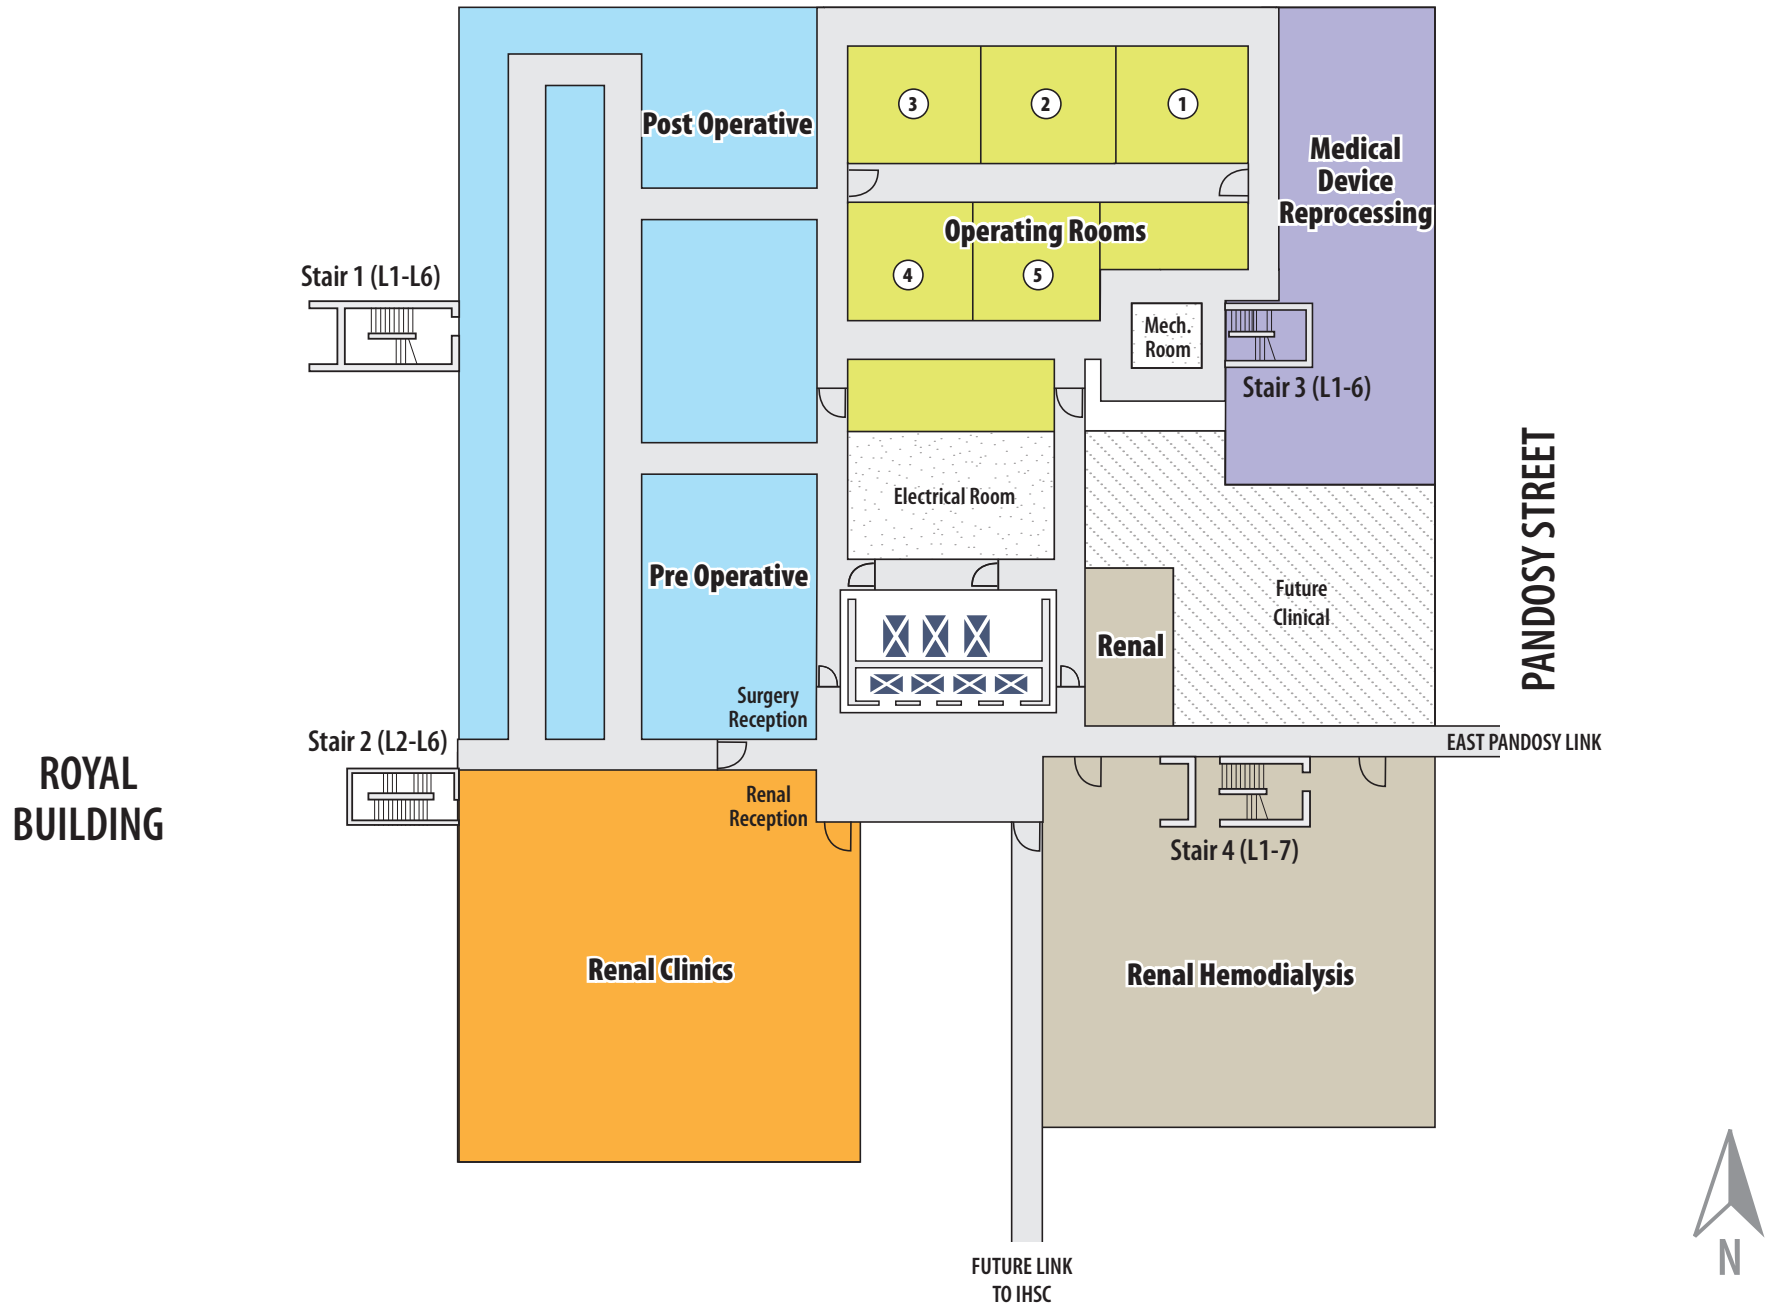 3
2
1
Post Operative
Medical
Device
Reprocessing
Operating Rooms
4
5
Stair 1 (L1-L6)
Mech.
Room
Stair 3 (L1-6)
Electrical Room
PANDOSY STREET
Pre Operative
Future
Clinical
Renal
Surgery
Reception
Stair 2 (L2-L6)
EAST PANDOSY LINK
ROYAL
BUILDING
Renal
Reception
Stair 4 (L1-7)
Renal Clinics
Renal Hemodialysis
N
FUTURE LINK
TO IHSC